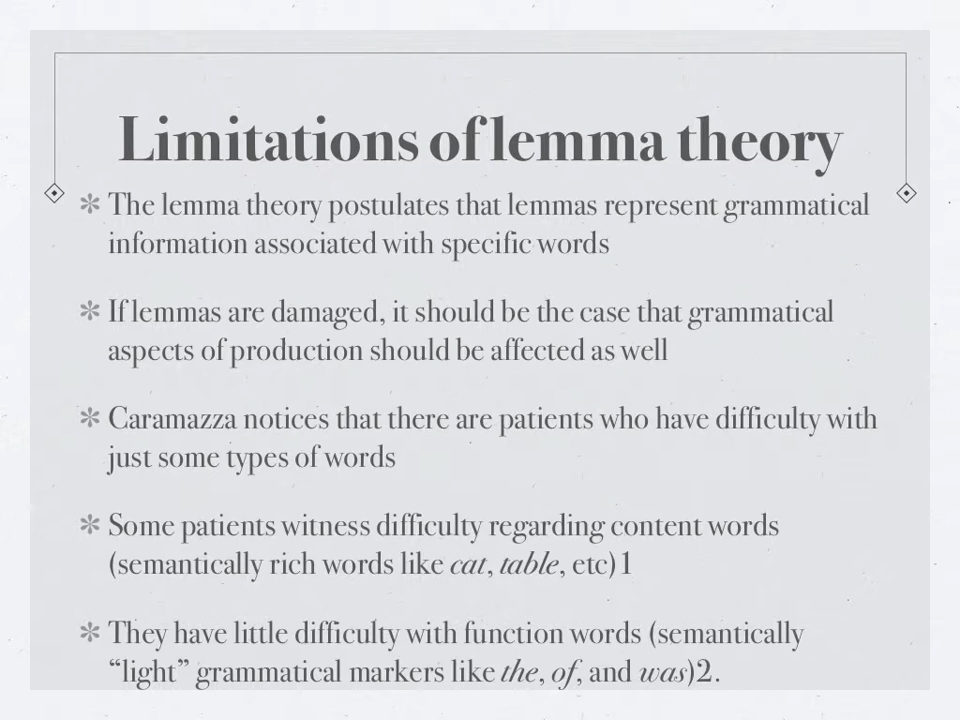 Limitations of lemma theory
✻ The lemma theory postulates that lemmas represent grammatical
information associated with specific words
✻ If lemmas are damaged, it should be the case that grammatical
aspects of production should be affected as well
✻ Caramazza notices that there are patients who have difficulty with
just some types of words
✻ Some patients witness difficulty regarding content words
(semantically rich words like cat, table, etc)1
✻ They have little difficulty with function words (semantically
“light” grammatical markers like the, of, and was)2.